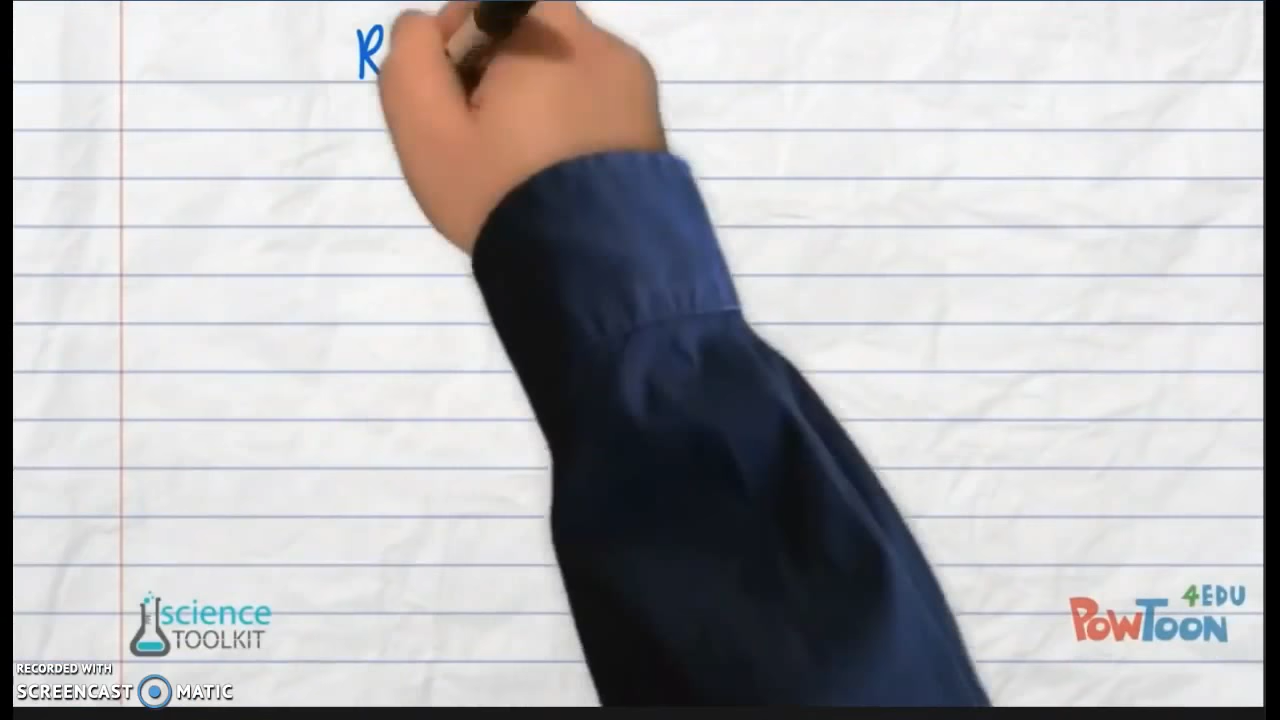 R
science
TOOLKIT
4EDU
POWTOON
RECORDED WITH
SCREENCAST MATIC